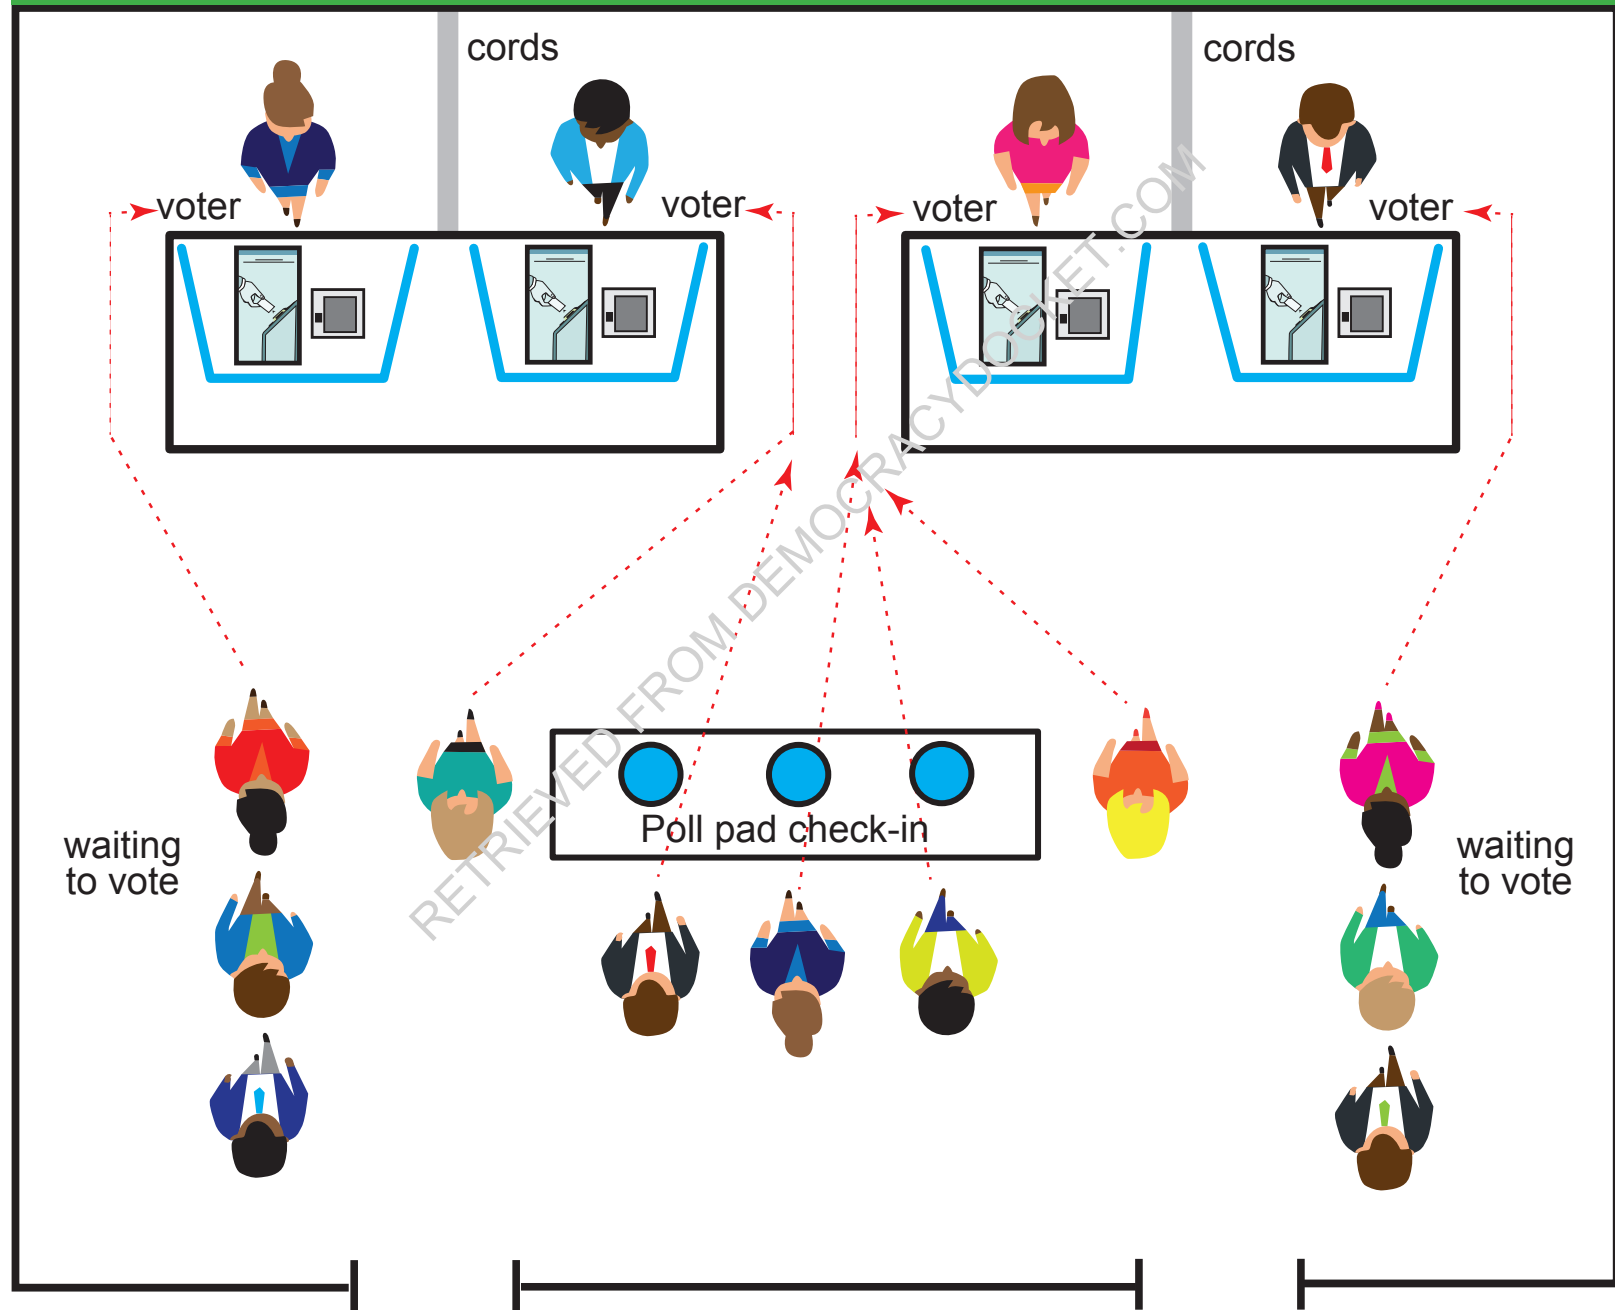 cords
cords
voter
voter
voter
voter
Poll pad check-in
waiting
to vote
waiting
to vote
RETRIEVED FROM DEMOCRACYDOCKET.COM